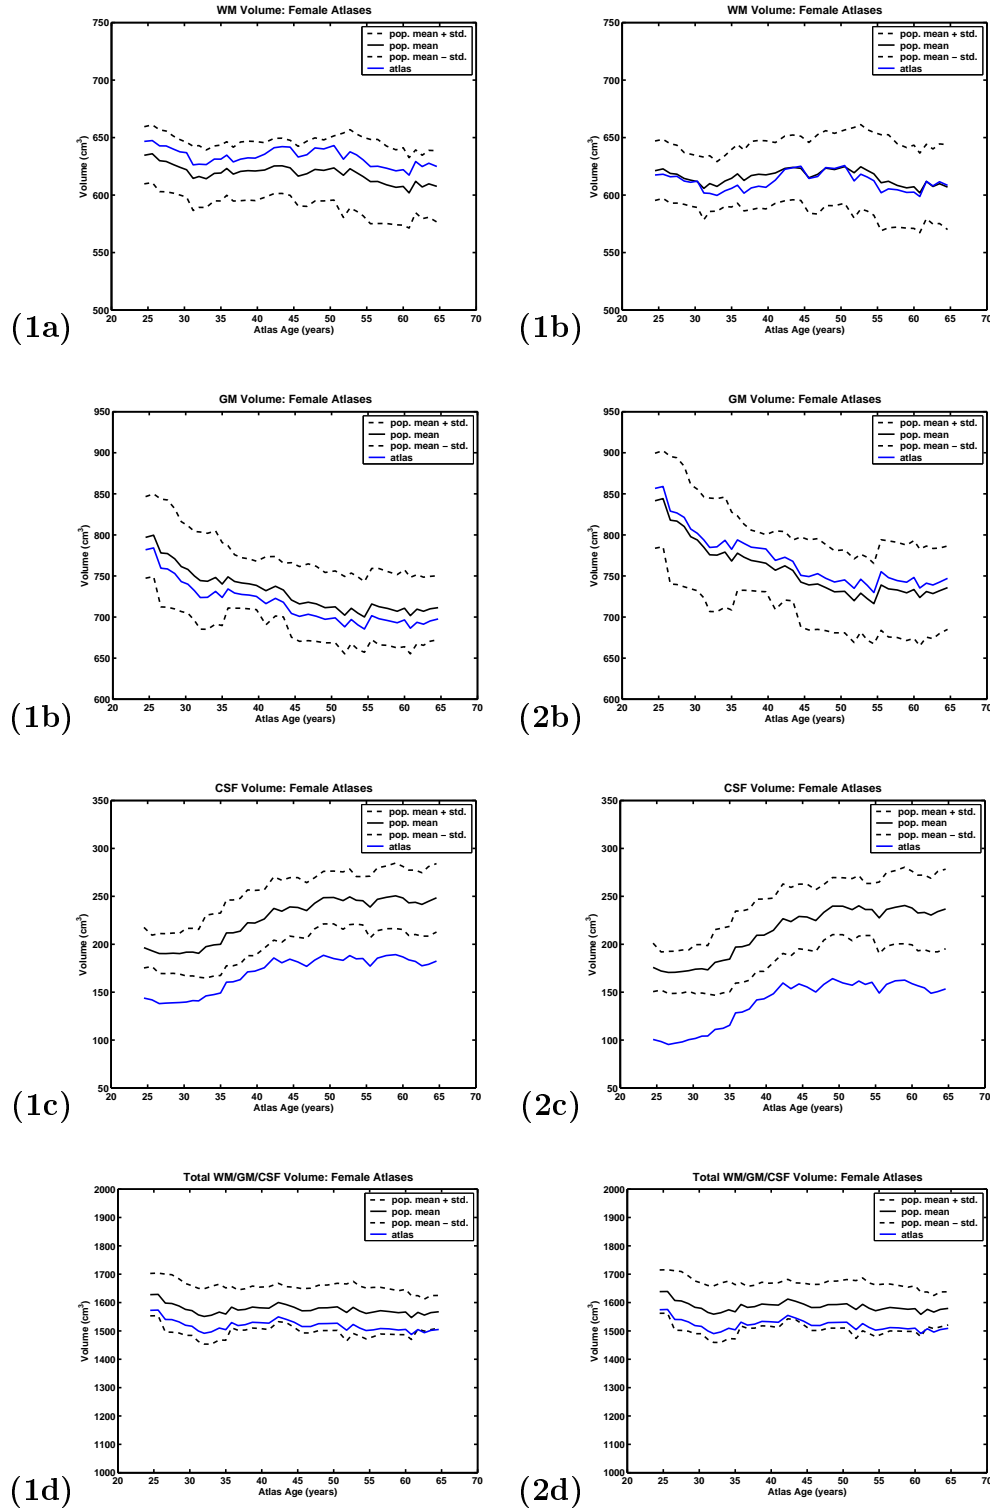 WM Volume: Female Atlases
750
700
650
600
550
500
Volume (cm3)
20 25 30 35 40 45 50 55 60 65 70
Atlas Age (years)
pop. mean + std.
pop. mean
pop. mean − std.
atlas
(1a)
WM Volume: Female Atlases
750
700
650
600
550
500
Volume (cm3)
20 25 30 35 40 45 50 55 60 65 70
Atlas Age (years)
pop. mean + std.
pop. mean
pop. mean − std.
atlas
(1b)
GM Volume: Female Atlases
950
900
850
800
750
700
650
600
Volume (cm3)
20 25 30 35 40 45 50 55 60 65 70
Atlas Age (years)
pop. mean + std.
pop. mean
pop. mean − std.
atlas
(1b)
GM Volume: Female Atlases
950
900
850
800
750
700
650
600
Volume (cm3)
20 25 30 35 40 45 50 55 60 65 70
Atlas Age (years)
pop. mean + std.
pop. mean
pop. mean − std.
atlas
(2b)
CSF Volume: Female Atlases
350
300
250
200
150
100
50
Volume (cm3)
20 25 30 35 40 45 50 55 60 65 70
Atlas Age (years)
pop. mean + std.
pop. mean
pop. mean − std.
atlas
(1c)
CSF Volume: Female Atlases
350
300
250
200
150
100
50
Volume (cm3)
20 25 30 35 40 45 50 55 60 65 70
Atlas Age (years)
pop. mean + std.
pop. mean
pop. mean − std.
atlas
(2c)
Total WM/GM/CSF Volume: Female Atlases
2000
1900
1800
1700
1600
1500
1400
1300
1200
1100
1000
Volume (cm3)
20 25 30 35 40 45 50 55 60 65 70
Atlas Age (years)
pop. mean + std.
pop. mean
pop. mean − std.
atlas
(1d)
Total WM/GM/CSF Volume: Female Atlases
2000
1900
1800
1700
1600
1500
1400
1300
1200
1100
1000
Volume (cm3)
20 25 30 35 40 45 50 55 60 65 70
Atlas Age (years)
pop. mean + std.
pop. mean
pop. mean − std.
atlas
(2d)